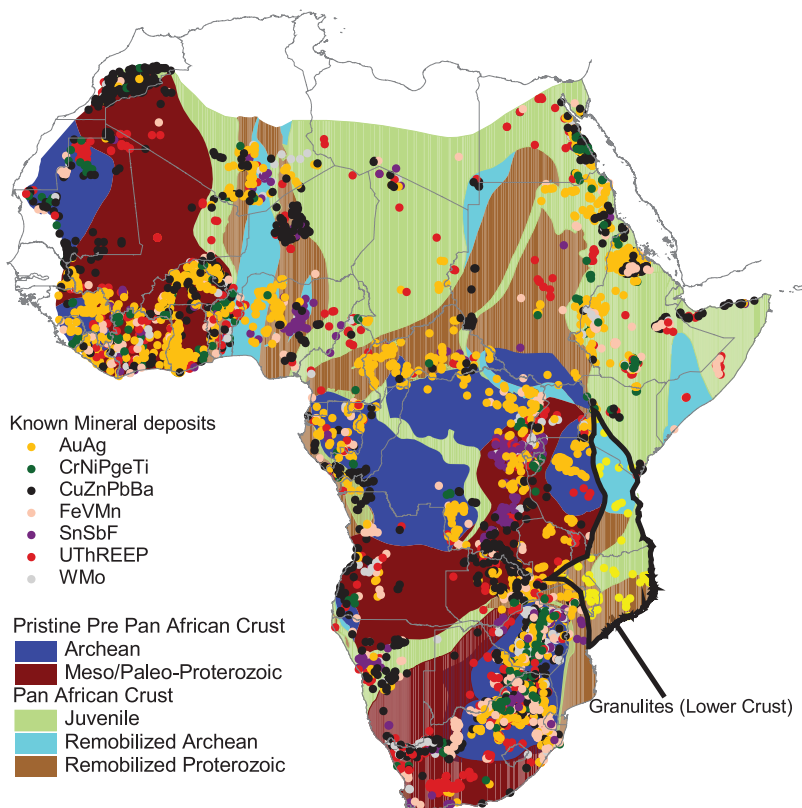 Known Mineral deposits
AuAg
CrNiPgeTi
CuZnPbBa
FeVMn
SnSbF
UThREEP
WMo
Pristine Pre Pan African Crust
Archean
Meso/Paleo-Proterozoic
Pan African Crust
Juvenile
Remobilized Archean
Remobilized Proterozoic
Granulites (Lower Crust)